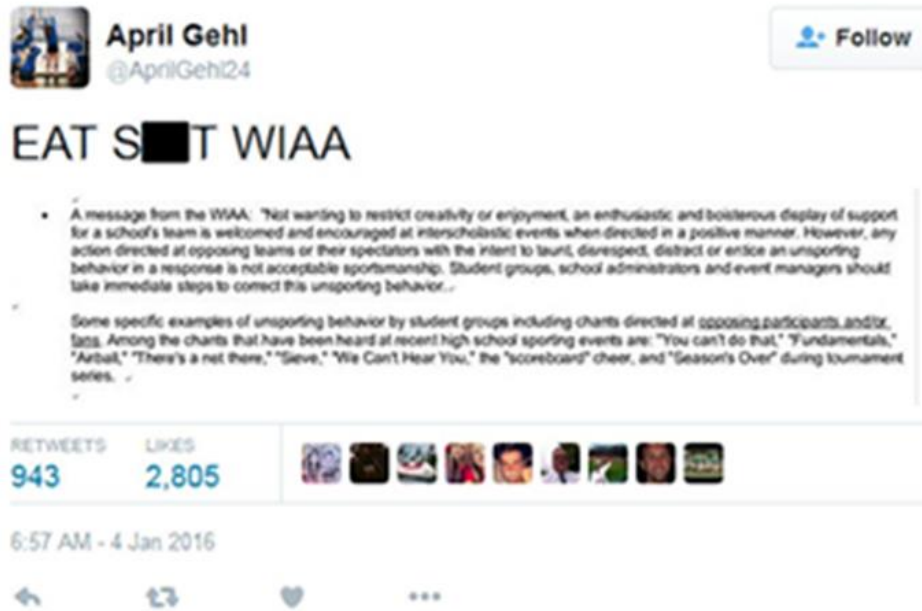 April Gehl
@AprilGehl24
Follow
EAT S T WIAA
• A message from the WIAA: "Not wanting to restrict creativity or enjoyment, an enthusiastic and boisterous display of support
for a school's team is welcomed and encouraged at interscholastic events when directed in a positive manner. However, any
action directed at opposing teams or their spectators with the intent to taunt, disrespect, distract or entice an unsporting
behavior in a response is not acceptable sportsmanship. Student groups, school administrators and event managers should
take immediate steps to correct this unsporting behavior.
Some specific examples of unsporting behavior by student groups including chants directed at opposing participants and/or
fans. Among the chants that have been heard at recent high school sporting events are: "You can't do that," "Fundamentals,"
"Airball," "There's a net there," "Sieve," "We Can't Hear You," the "scoreboard" cheer, and "Season's Over" during tournament
series.
RETWEETS LIKES
943 2,805
6:57 AM - 4 Jan 2016